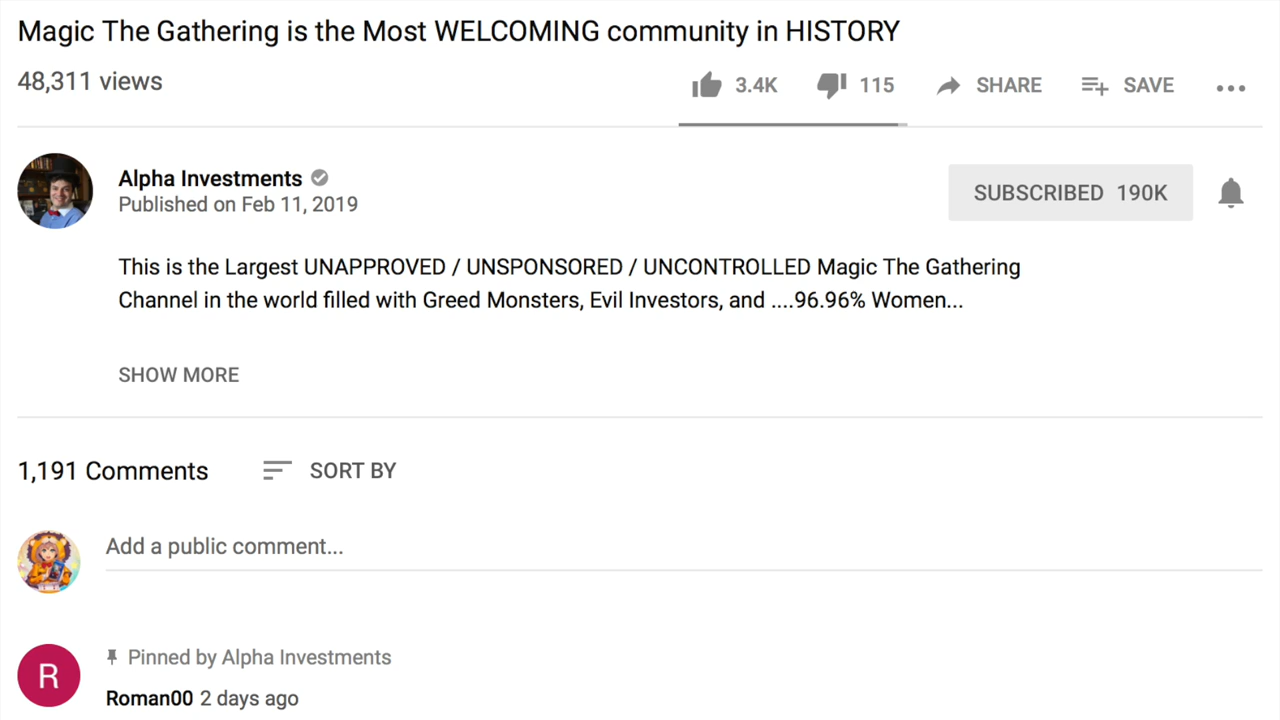 Magic The Gathering is the Most WELCOMING community in HISTORY
48,311 views
3.4K 115 SHARE SAVE
Alpha Investments
Published on Feb 11, 2019
SUBSCRIBED 190K
This is the Largest UNAPPROVED / UNSPONSORED / UNCONTROLLED Magic The Gathering
Channel in the world filled with Greed Monsters, Evil Investors, and ....96.96% Women...
SHOW MORE
1,191 Comments SORT BY
Add a public comment...
R
Pinned by Alpha Investments
Roman00 2 days ago